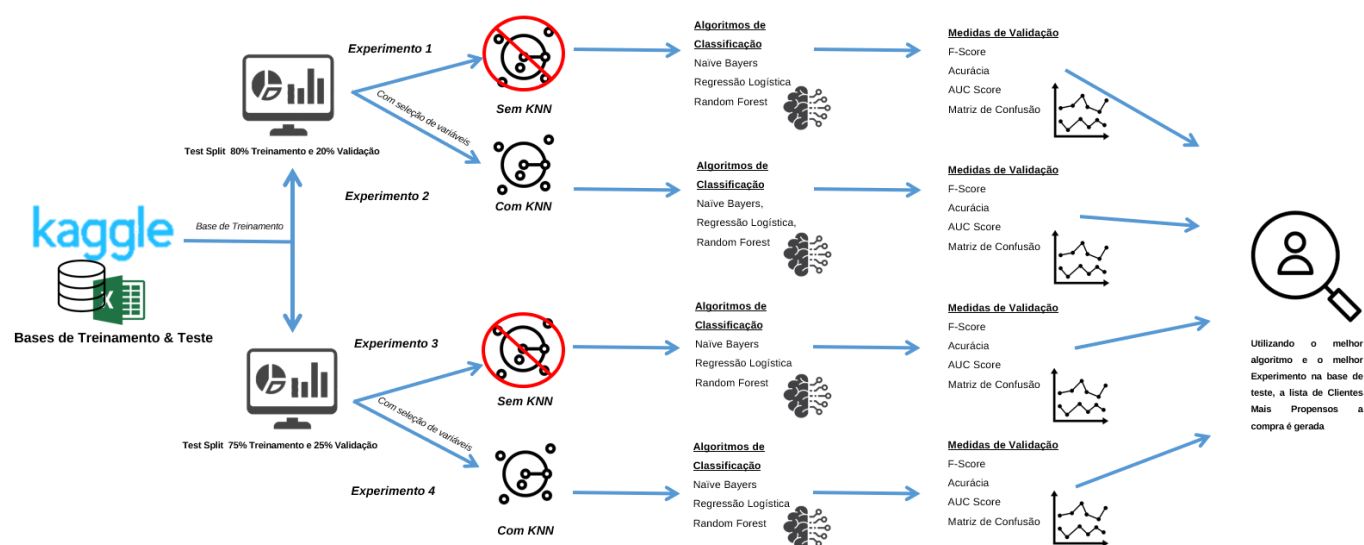 kaggle
Bases de Treinamento & Teste
Base de Treinamento
Test Split 80% Treinamento e 20% Validação
Experimento 1
Com seleção de variáveis
Experimento 2
Sem KNN
Com KNN
Algoritmos de
Classificação
Naïve Bayers
Regressão Logística
Random Forest
Medidas de Validação
F-Score
Acurácia
AUC Score
Matriz de Confusão
Algoritmos de
Classificação
Naïve Bayers,
Regressão Logística,
Random Forest
Medidas de Validação
F-Score
Acurácia
AUC Score
Matriz de Confusão
Test Split 75% Treinamento e 25% Validação
Experimento 3
Com seleção de variáveis
Experimento 4
Sem KNN
Com KNN
Algoritmos de
Classificação
Naïve Bayers
Regressão Logística
Random Forest
Medidas de Validação
F-Score
Acurácia
AUC Score
Matriz de Confusão
Algoritmos de
Classificação
Naïve Bayers
Regressão Logística
Random Forest
Medidas de Validação
F-Score
Acurácia
AUC Score
Matriz de Confusão
Utilizando o melhor
algoritmo e o melhor
Experimento na base de
teste, a lista de Clientes
Mais Propensos a
compra é gerada
X